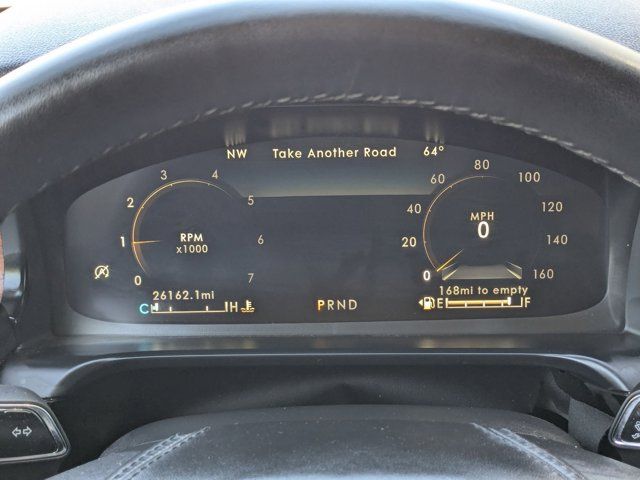 NW Take Another Road 64°
0 1 2 3 4 5 6 7
RPM
x1000
0 20 40 60 80 100 120 140 160
MPH
0
26162.1mi
168mi to empty
C H
PRND
E F